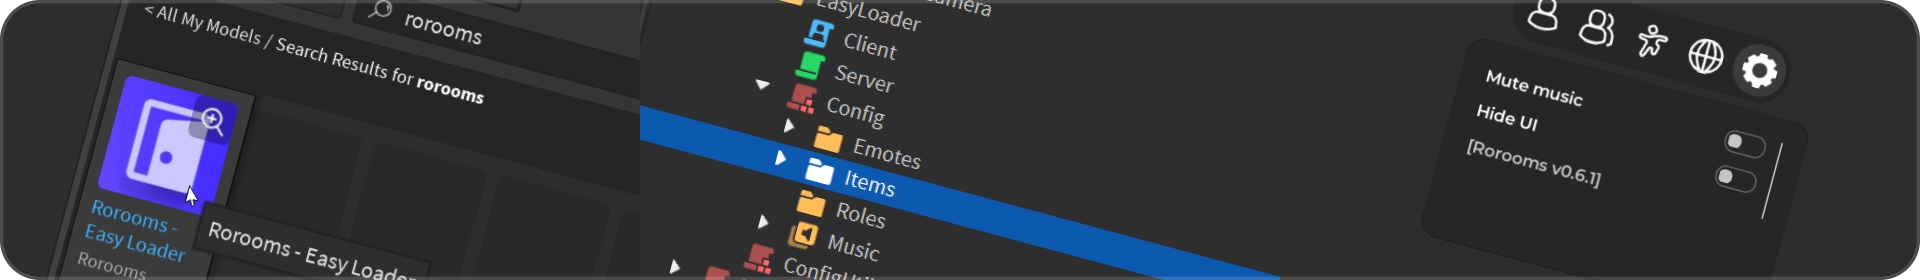 rorooms
< All My Models / Search Results for rorooms
Rorooms -
Easy Loader
Rorooms
Rorooms - Easy Loader
EasyLoader
Client
Server
Config
Emotes
Items
Roles
Music
Mute music
Hide UI
[Rorooms v0.6.1]